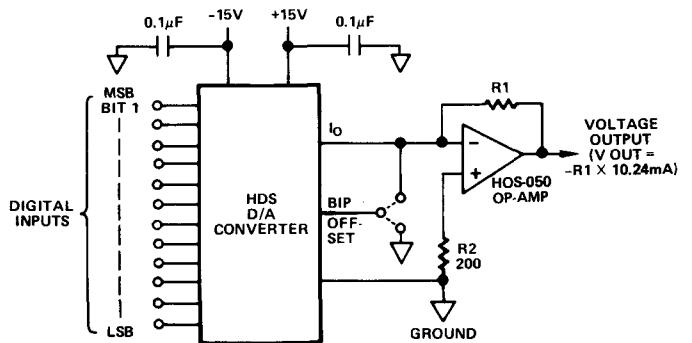 0.1µF
-15V
+15V
0.1µF
MSB
BIT 1
DIGITAL
INPUTS
LSB
HDS
D/A
CONVERTER
IO
BIP
OFF-
SET
R1
-
+
HOS-050
OP-AMP
R2
200
GROUND
VOLTAGE
OUTPUT
(V OUT =
-R1 X 10.24mA)